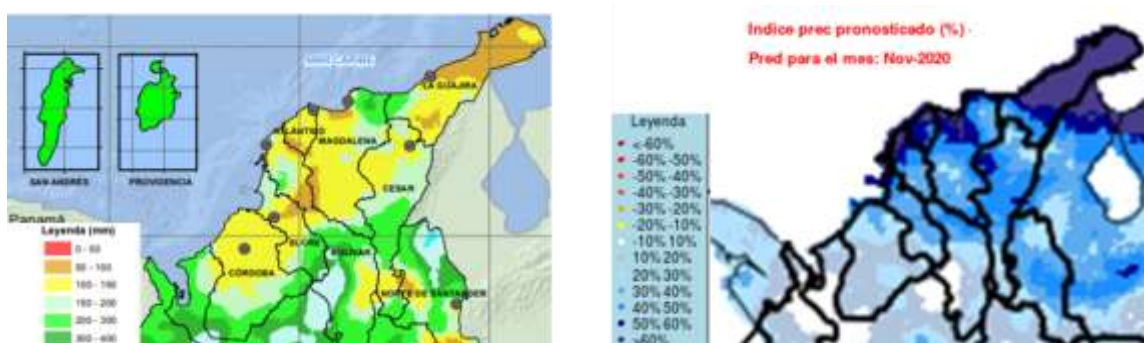 MAR CARIBE
LA GUAJIRA
ATLÁNTICO
MAGDALENA
CESAR
SAN ANDRÉS
PROVIDENCIA
Panamá
SUCRE
BOLÍVAR
CÓRDOBA
NORTE DE SANTANDER
Leyenda (mm)
0 - 50
50 - 100
100 - 150
150 - 200
200 - 300
300 - 400
Indice prec pronosticado (%)
Pred para el mes: Nov-2020
Leyenda
<-60%
-60%-50%
-50%-40%
-40%-30%
-30%-20%
-20%-10%
-10%10%
10%20%
20%30%
30%40%
40%50%
50%60%
>60%